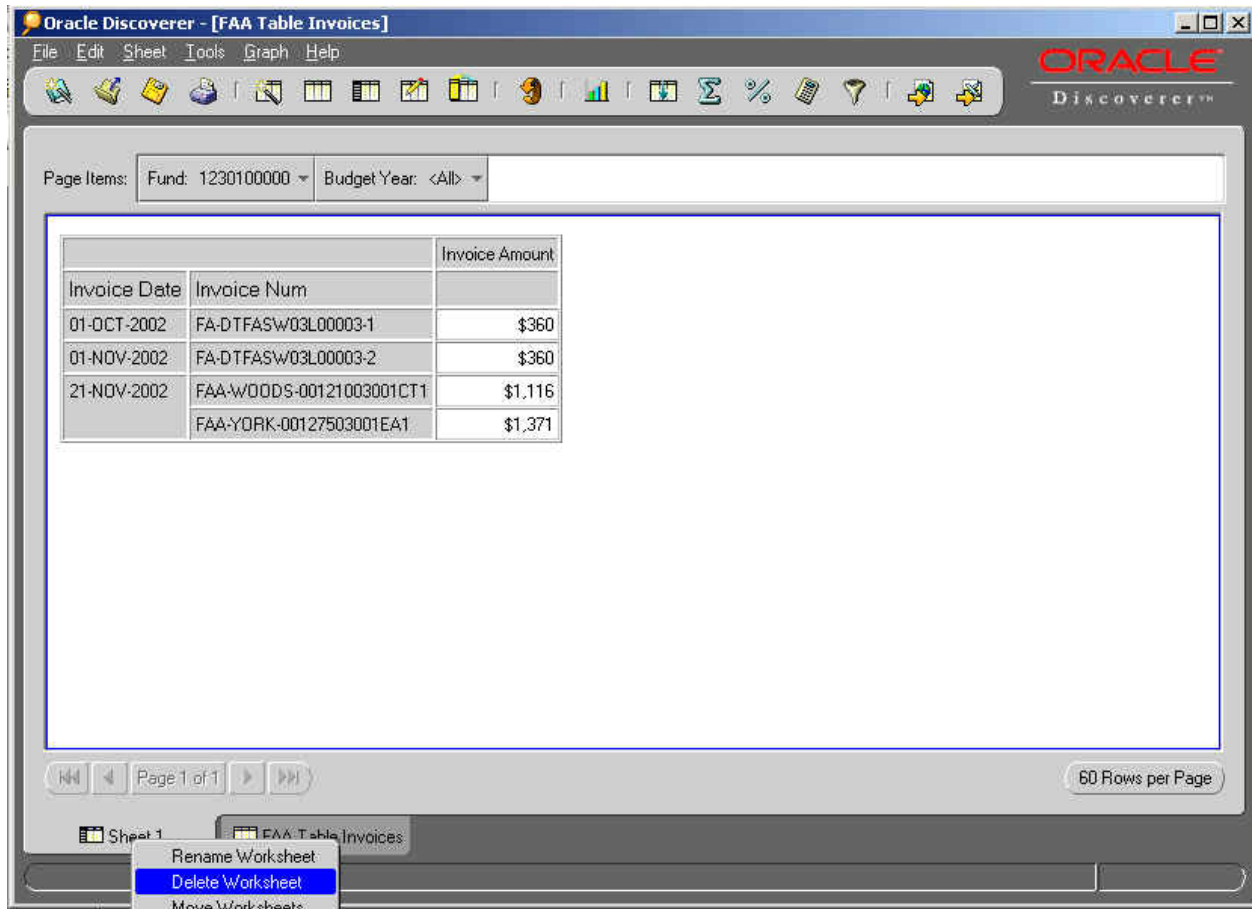 Oracle Discoverer - [FAA Table Invoices]
File Edit Sheet Tools Graph Help
ORACLE
Discoverer™
Page Items: Fund: 1230100000 Budget Year: <All>
Invoice Amount
Invoice Date Invoice Num
01-OCT-2002 FA-DTFASW03L00003-1 $360
01-NOV-2002 FA-DTFASW03L00003-2 $360
21-NOV-2002 FAA-WOODS-00121003001CT1 $1,116
FAA-YORK-00127503001EA1 $1,371
Page 1 of 1
60 Rows per Page
Sheet 1 FAA Table Invoices
Rename Worksheet
Delete Worksheet
Move Worksheets